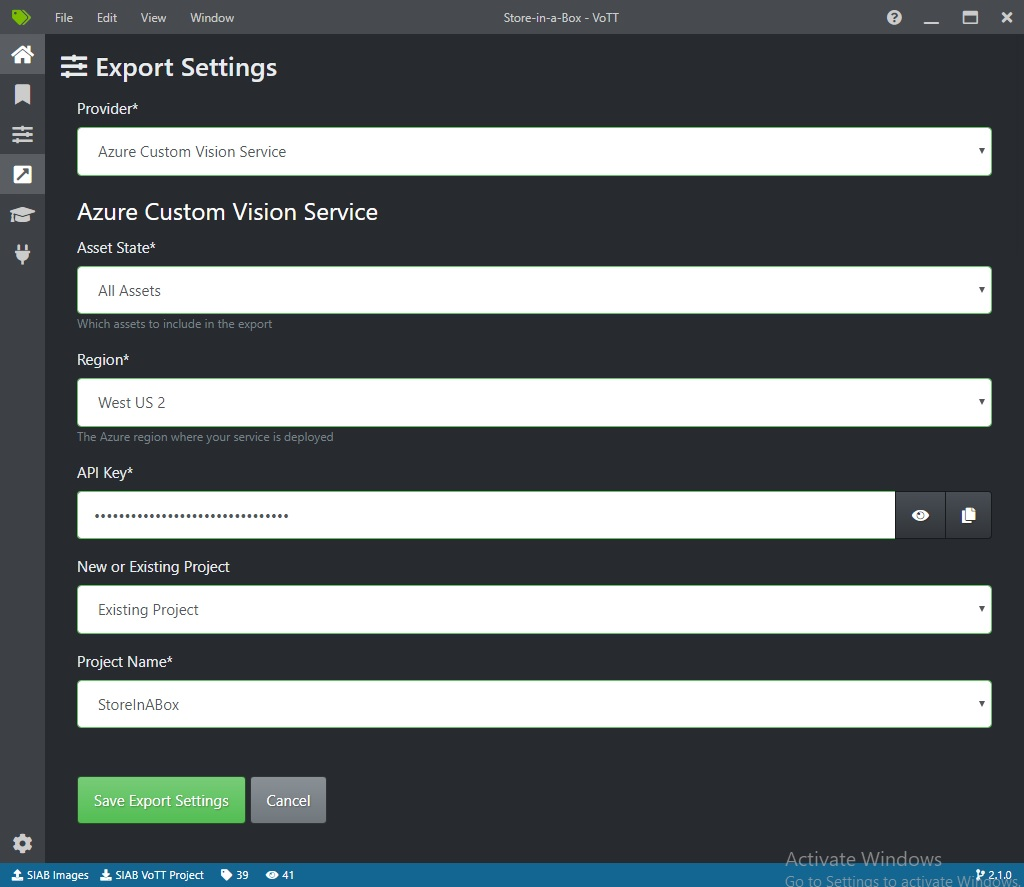 File Edit View Window Store-in-a-Box - VoTT
Export Settings
Provider*
Azure Custom Vision Service
Azure Custom Vision Service
Asset State*
All Assets
Which assets to include in the export
Region*
West US 2
The Azure region where your service is deployed
API Key*
••••••••••••••••••••••••••••••••
New or Existing Project
Existing Project
Project Name*
StoreInABox
Save Export Settings Cancel
Activate Windows
SIAB Images SIAB VoTT Project 39 41 2.1.0
Go to Settings to activate Windows.